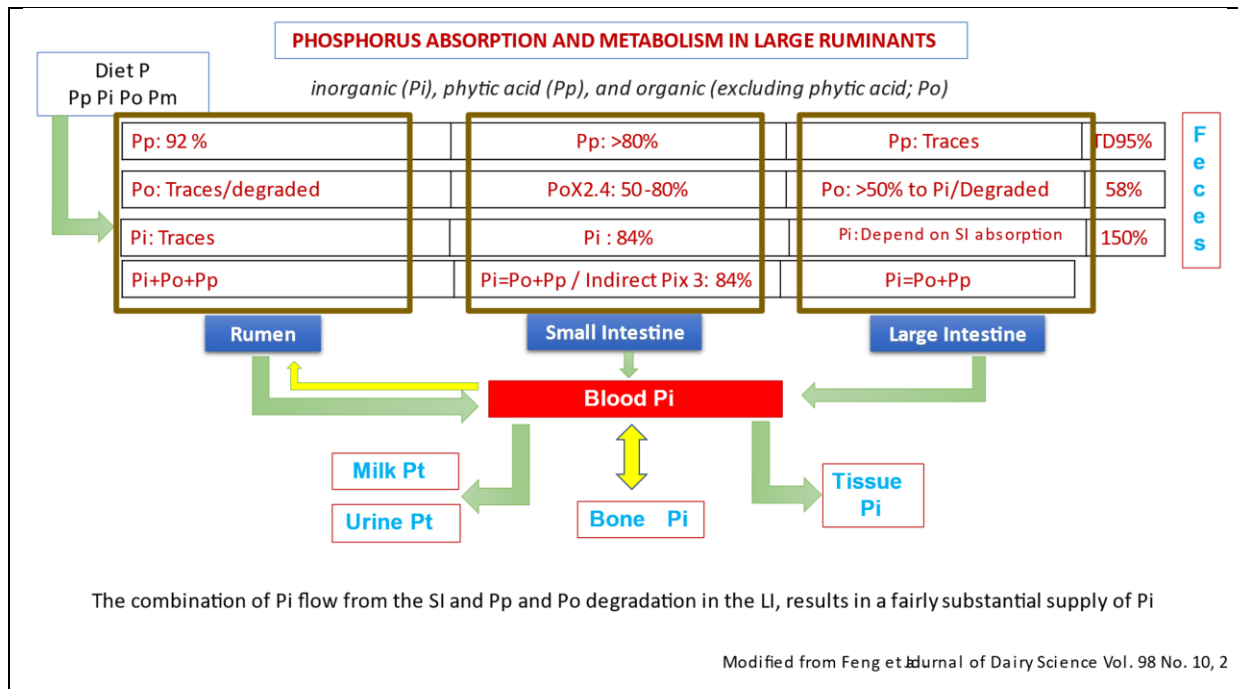 PHOSPHORUS ABSORPTION AND METABOLISM IN LARGE RUMINANTS
Diet P
Pp Pi Po Pm
inorganic (Pi), phytic acid (Pp), and organic (excluding phytic acid; Po)
Pp: 92 %
Pp: >80%
Pp: Traces
TD95%
Po: Traces/degraded
PoX2.4: 50-80%
Po: >50% to Pi/Degraded
58%
Pi: Traces
Pi : 84%
Pi:Depend on SI absorption
150%
Pi+Po+Pp
Pi=Po+Pp / Indirect Pix 3: 84%
Pi=Po+Pp
F
e
c
e
s
Rumen
Small Intestine
Large Intestine
Blood Pi
Milk Pt
Urine Pt
Bone Pi
Tissue
Pi
The combination of Pi flow from the SI and Pp and Po degradation in the LI, results in a fairly substantial supply of Pi
Modified from Feng et Journal of Dairy Science Vol. 98 No. 10, 2